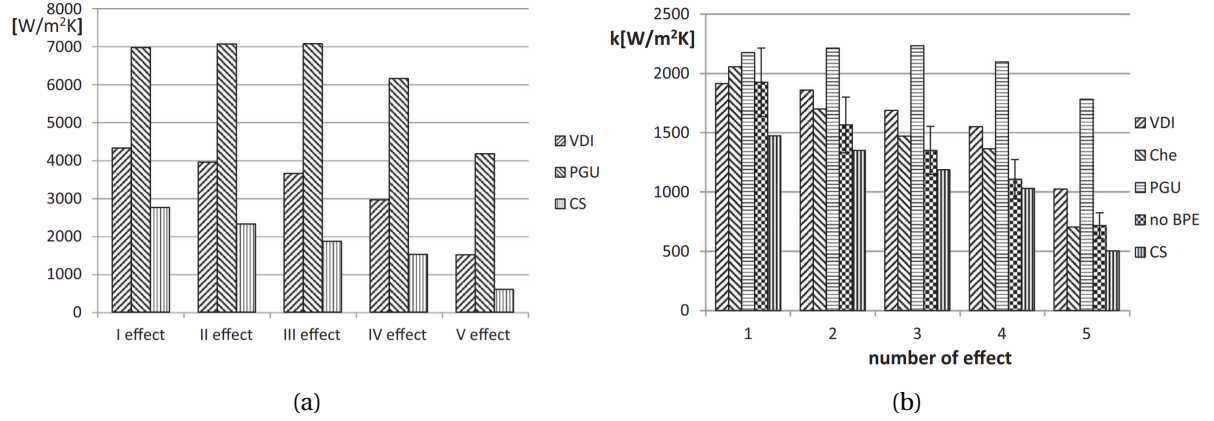 8000
[W/m²K]
7000
6000
5000
4000
3000
2000
1000
0
I effect II effect III effect IV effect V effect
VDI
PGU
CS
(a)
2500
k[W/m²K]
2000
1500
1000
500
0
1 2 3 4 5
number of effect
VDI
Che
PGU
no BPE
CS
(b)